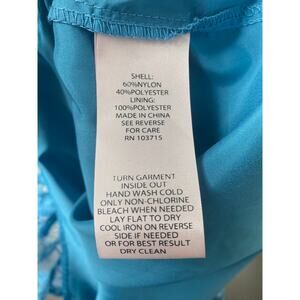 SHELL:
60%NYLON
40%POLYESTER
LINING:
100%POLYESTER
MADE IN CHINA
SEE REVERSE
FOR CARE
RN 103715
TURN GARMENT
INSIDE OUT
HAND WASH COLD
ONLY NON-CHLORINE
BLEACH WHEN NEEDED
LAY FLAT TO DRY
COOL IRON ON REVERSE
SIDE IF NEEDED
OR FOR BEST RESULT
DRY CLEAN